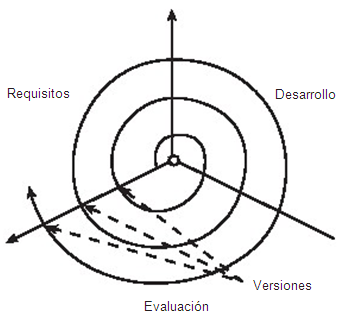 Requisitos
Desarrollo
Versiones
Evaluación